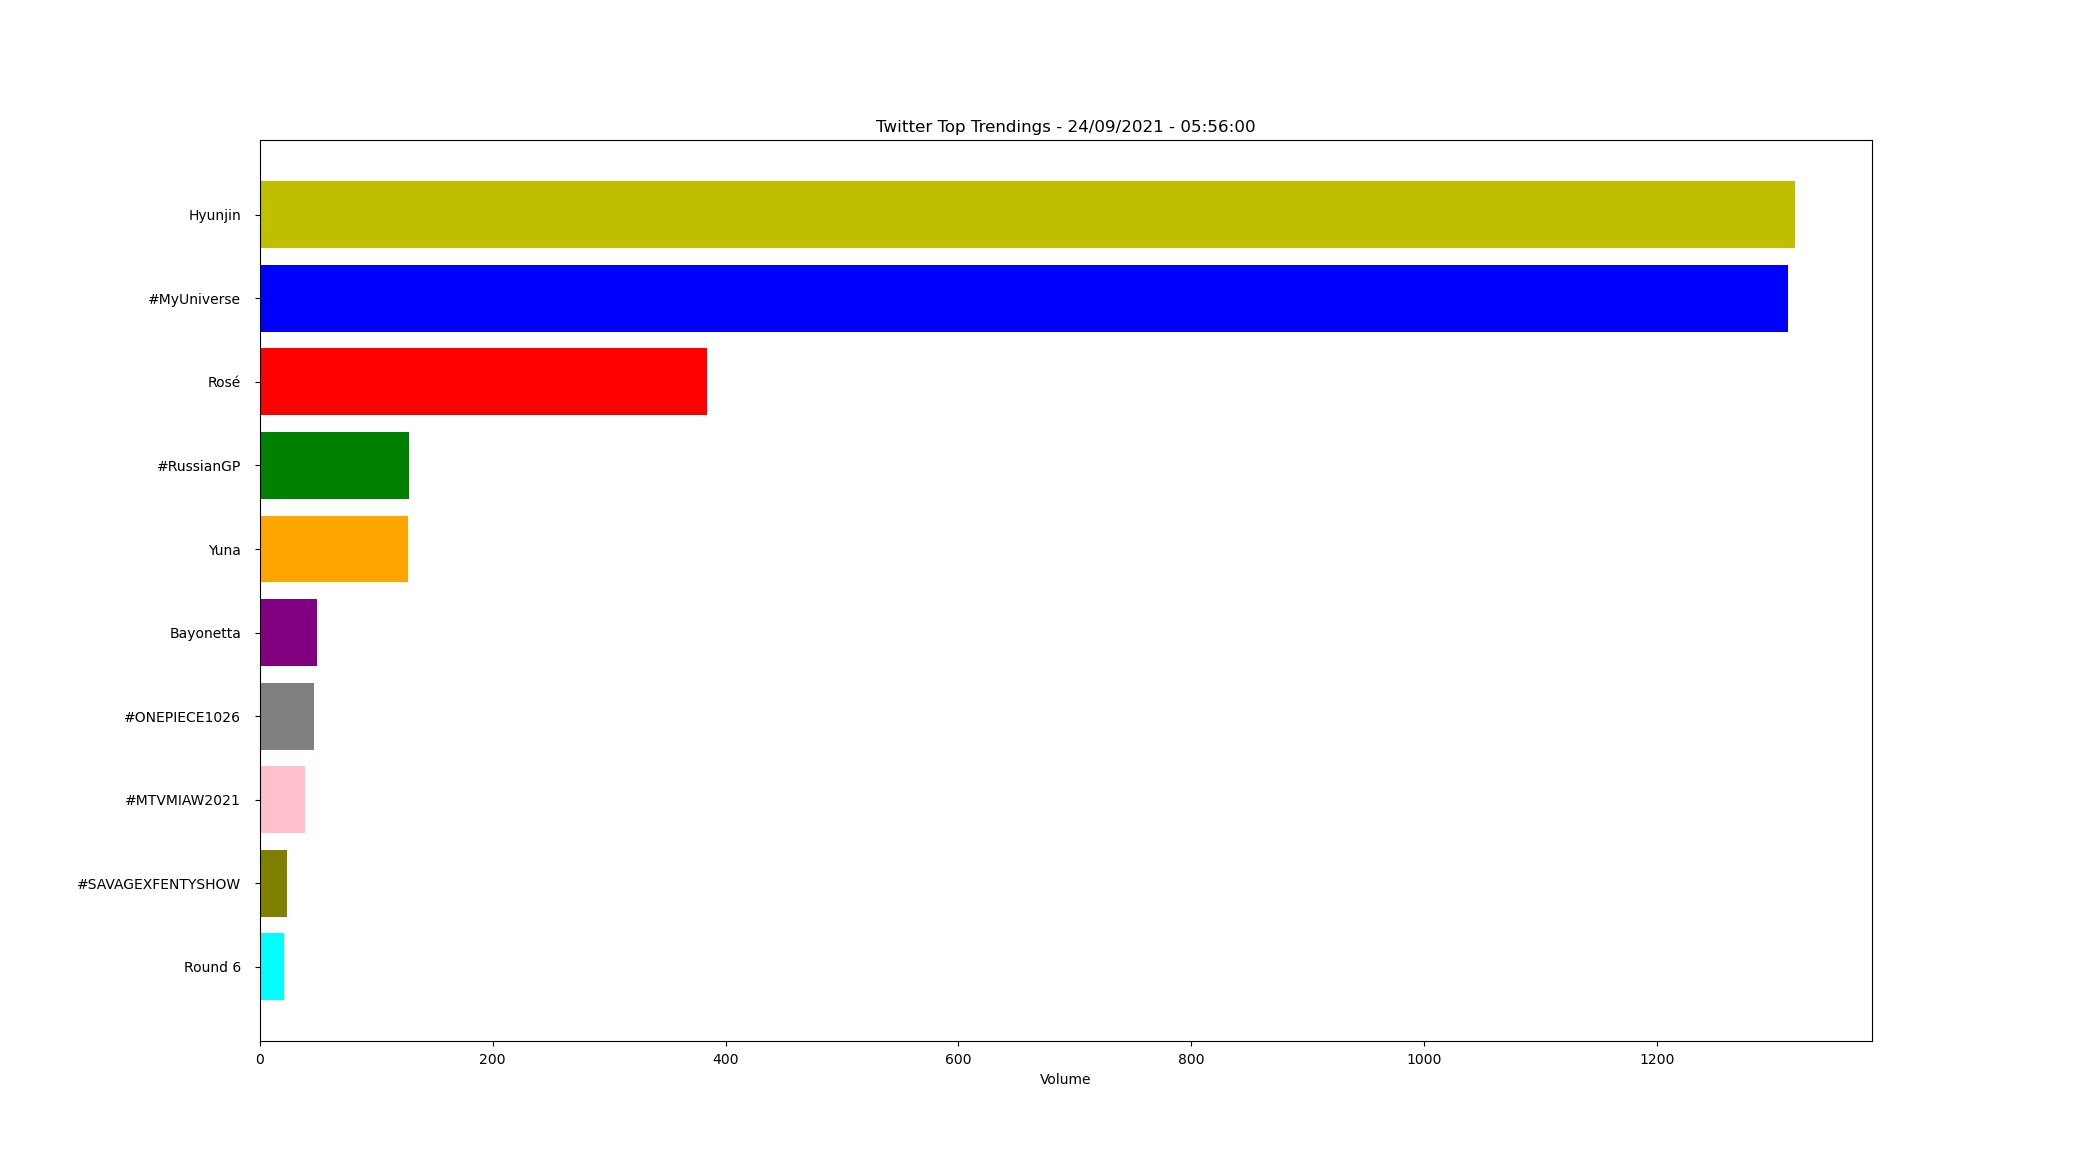 Twitter Top Trendings - 24/09/2021 - 05:56:00
Hyunjin
#MyUniverse
Rosé
#RussianGP
Yuna
Bayonetta
#ONEPIECE1026
#MTVMIAW2021
#SAVAGEXFENTYSHOW
Round 6
0 200 400 600 800 1000 1200
Volume